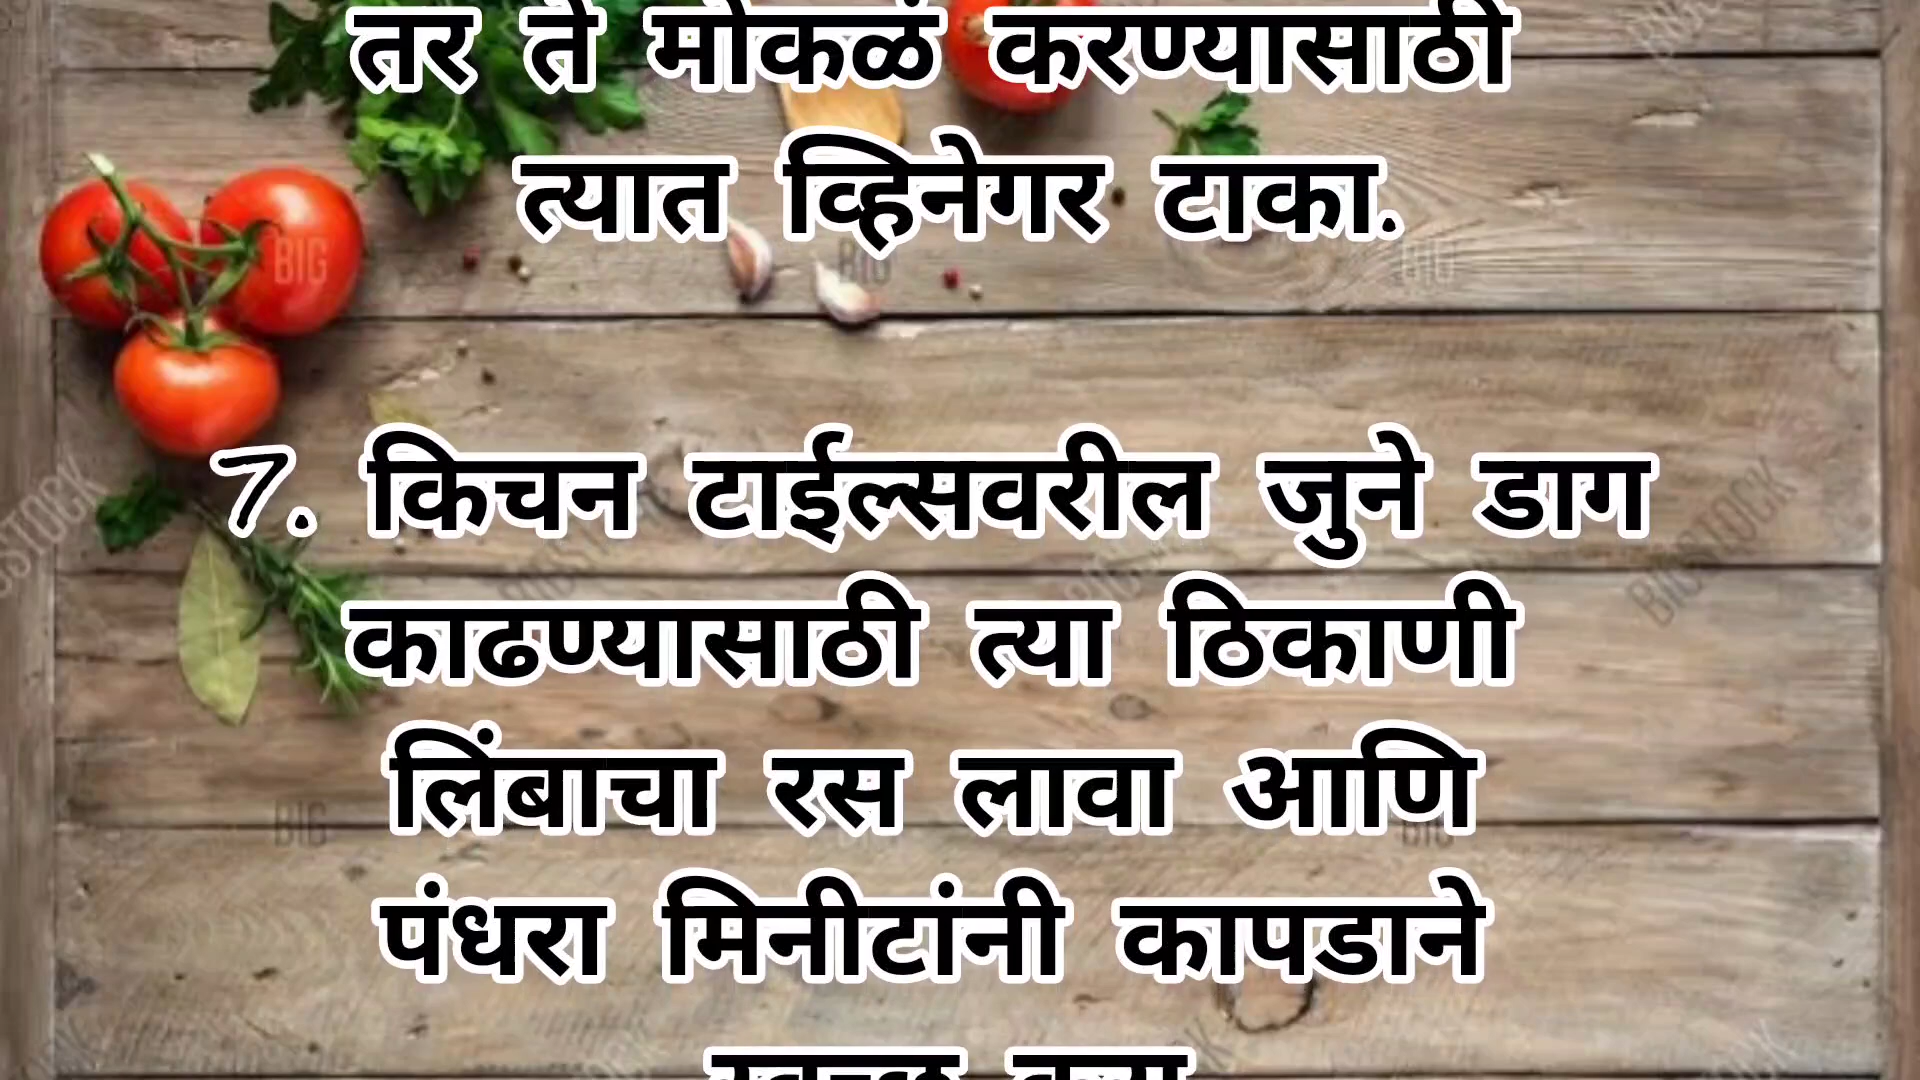 तर ते मोकळं करण्यासाठी
त्यात व्हिनेगर टाका.
7. किचन टाईल्सवरील जुने डाग
काढण्यासाठी त्या ठिकाणी
लिंबाचा रस लावा आणि
पंधरा मिनीटांनी कापडाने